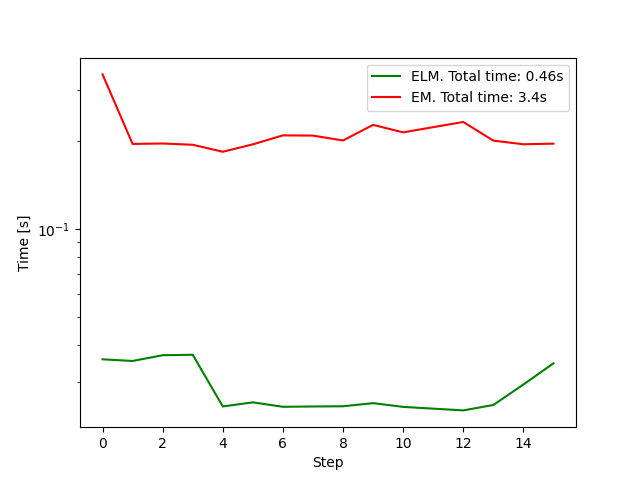 ELM. Total time: 0.46s
EM. Total time: 3.4s
Time [s]
10⁻¹
0 2 4 6 8 10 12 14
Step